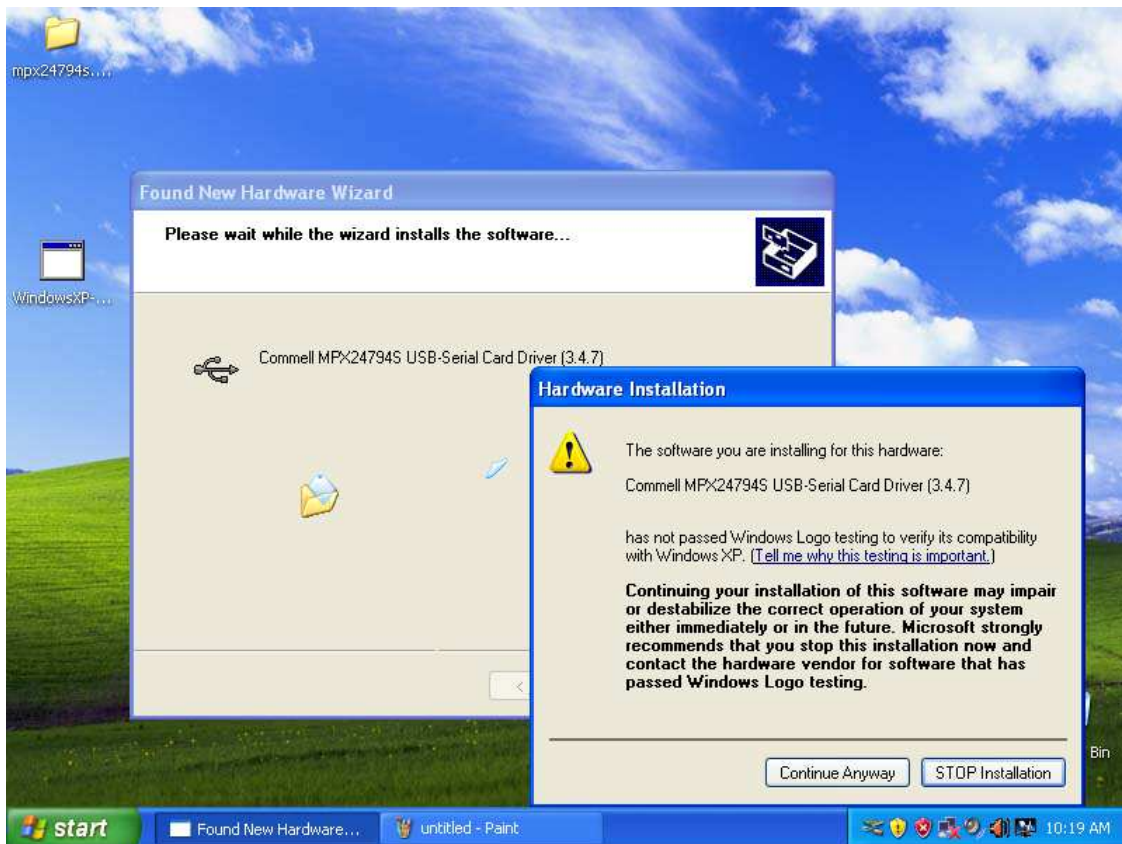 mpx24794s....
WindowsXP-...
Found New Hardware Wizard
Please wait while the wizard installs the software...
Commell MPX24794S USB-Serial Card Driver (3.4.7)
<
Hardware Installation
The software you are installing for this hardware:
Commell MPX24794S USB-Serial Card Driver (3.4.7)
has not passed Windows Logo testing to verify its compatibility
with Windows XP. (Tell me why this testing is important.)
Continuing your installation of this software may impair
or destabilize the correct operation of your system
either immediately or in the future. Microsoft strongly
recommends that you stop this installation now and
contact the hardware vendor for software that has
passed Windows Logo testing.
Continue Anyway
STOP Installation
Bin
start
Found New Hardware...
untitled - Paint
10:19 AM